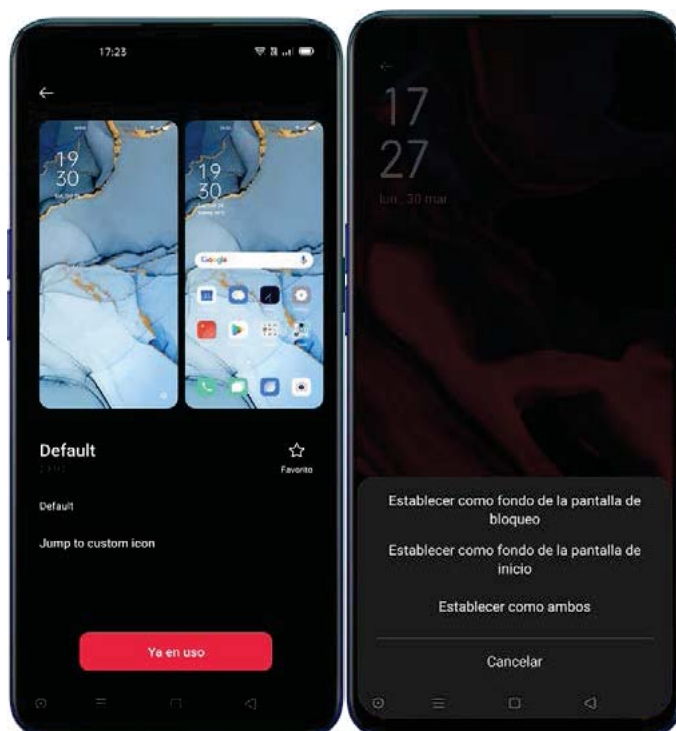 17:23
19
30
19
30
Google
Default
Favorito
Default
Jump to custom icon
Ya en uso
17
27
lun., 30 mar
Establecer como fondo de la pantalla de
bloqueo
Establecer como fondo de la pantalla de
inicio
Establecer como ambos
Cancelar